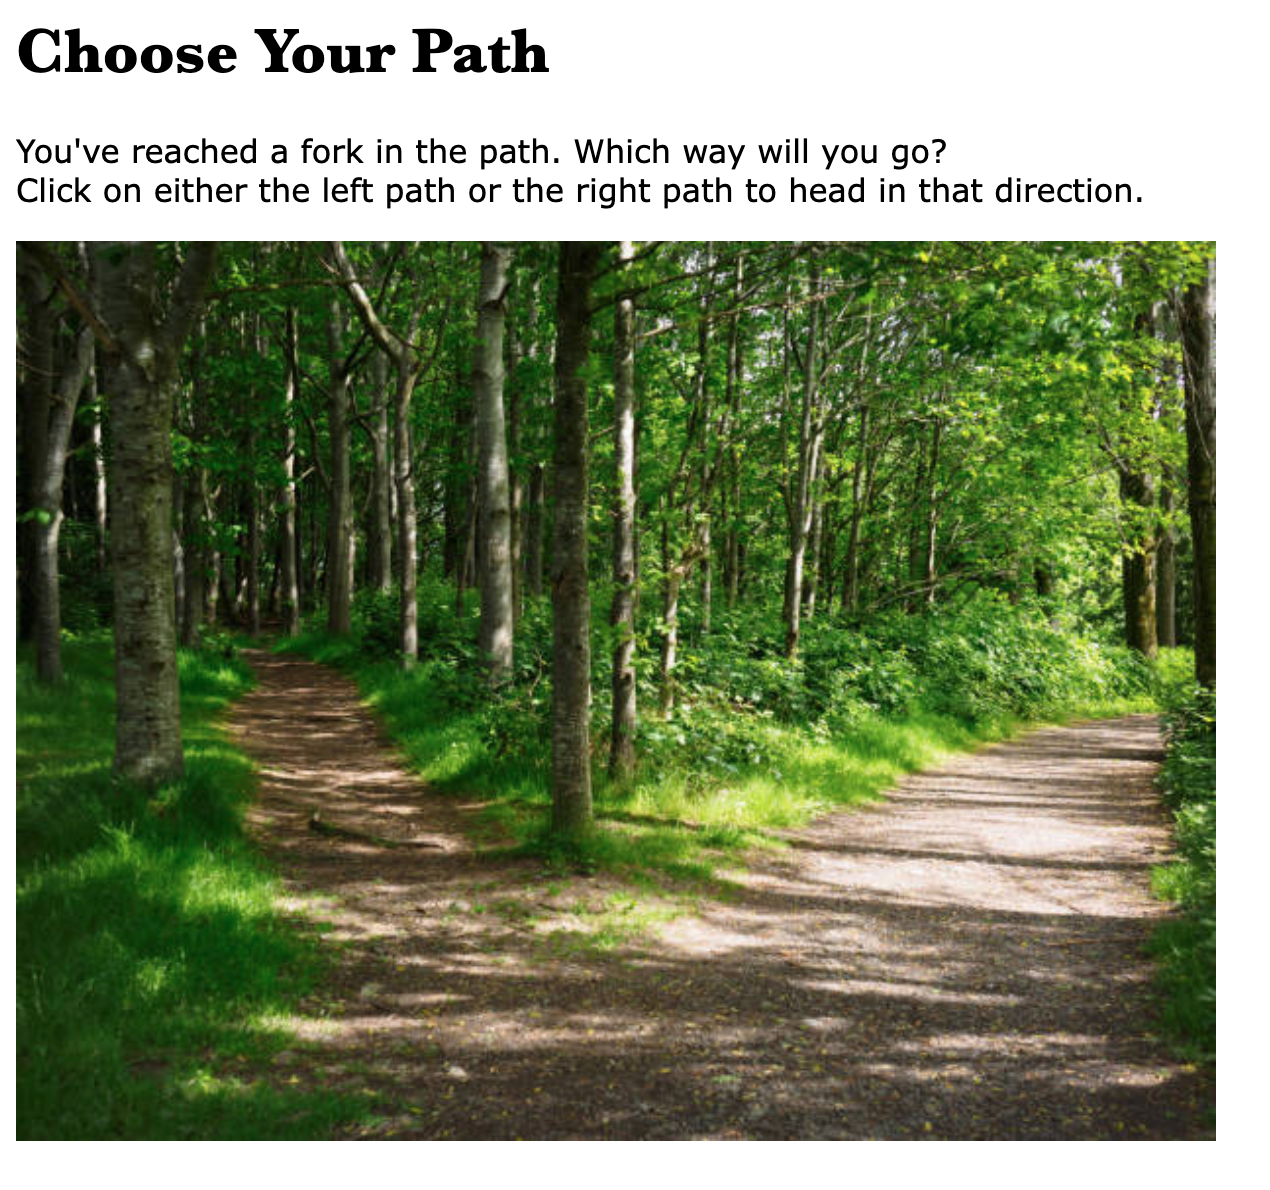 Choose Your Path
You've reached a fork in the path. Which way will you go?
Click on either the left path or the right path to head in that direction.